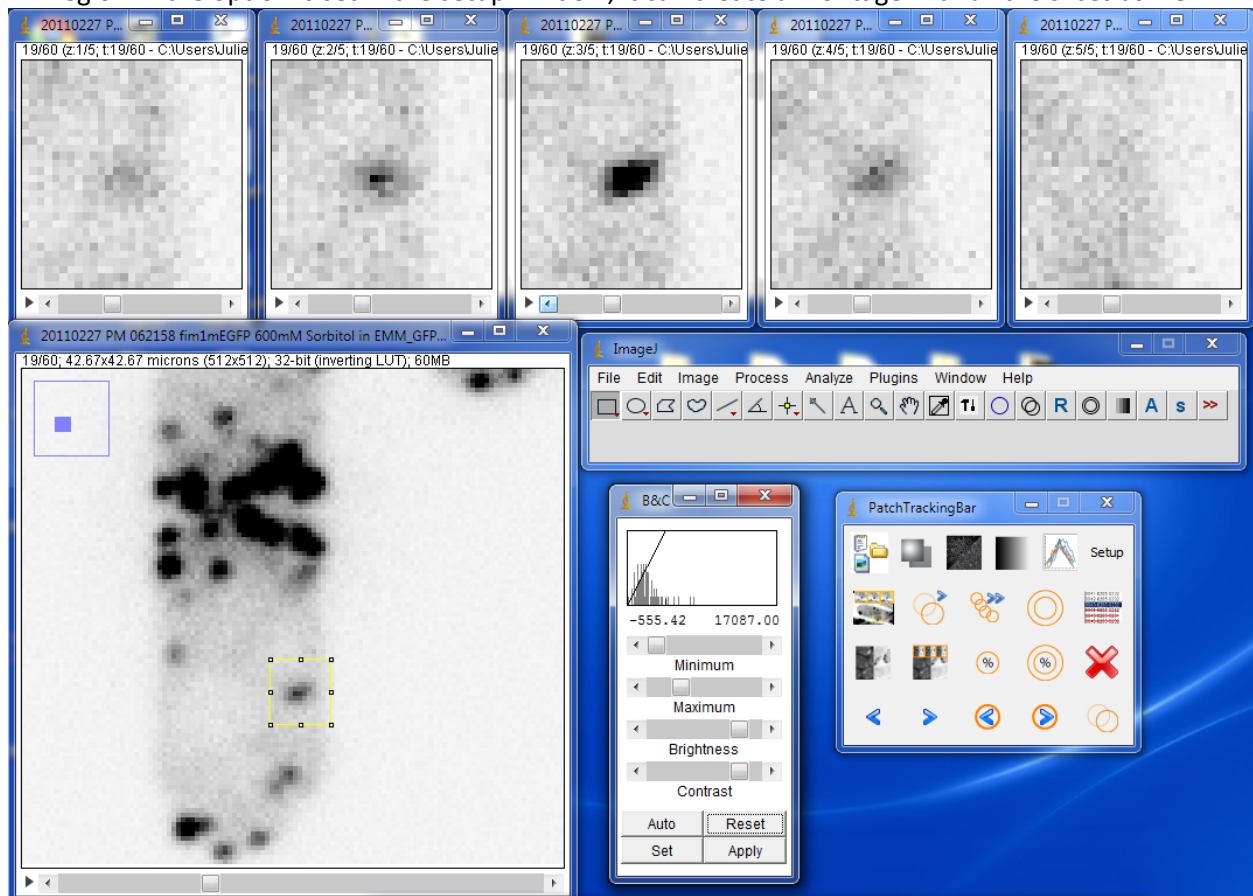 20110227 P...
20110227 P...
20110227 P...
20110227 P...
20110227 P...
19/60 (z:1/5; t:19/60 - C:\Users\Julie
19/60 (z:2/5; t:19/60 - C:\Users\Julie
19/60 (z:3/5; t:19/60 - C:\Users\Julie
19/60 (z:4/5; t:19/60 - C:\Users\Julie
19/60 (z:5/5; t:19/60 - C:\Users\Julie
20110227 PM 062158 fim1mEGFP 600mM Sorbitol in EMM_GFP...
19/60; 42.67x42.67 microns (512x512); 32-bit (inverting LUT); 60MB
ImageJ
File Edit Image Process Analyze Plugins Window Help
A R A s >>
B&C
-555.42 17087.00
Minimum
Maximum
Brightness
Contrast
Auto Reset
Set Apply
PatchTrackingBar
Setup
% %